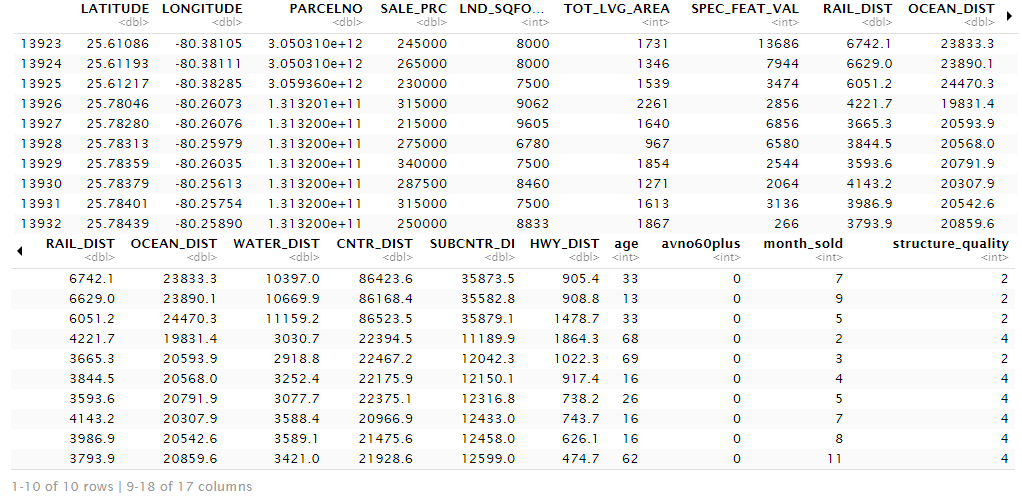 LATITUDE LONGITUDE PARCELNO SALE_PRC LND_SQFO... TOT_LVG_AREA SPEC_FEAT_VAL RAIL_DIST OCEAN_DIST
<dbl> <dbl> <dbl> <dbl> <int> <int> <int> <dbl> <dbl>
13923 25.61086 -80.38105 3.050310e+12 245000 8000 1731 13686 6742.1 23833.3
13924 25.61193 -80.38111 3.050310e+12 265000 8000 1346 7944 6629.0 23890.1
13925 25.61217 -80.38285 3.059360e+12 230000 7500 1539 3474 6051.2 24470.3
13926 25.78046 -80.26073 1.313201e+11 315000 9062 2261 2856 4221.7 19831.4
13927 25.78280 -80.26076 1.313200e+11 215000 9605 1640 6856 3665.3 20593.9
13928 25.78313 -80.25979 1.313200e+11 275000 6780 967 6580 3844.5 20568.0
13929 25.78359 -80.26035 1.313200e+11 340000 7500 1854 2544 3593.6 20791.9
13930 25.78379 -80.25613 1.313200e+11 287500 8460 1271 2064 4143.2 20307.9
13931 25.78401 -80.25754 1.313200e+11 315000 7500 1613 3136 3986.9 20542.6
13932 25.78439 -80.25890 1.313200e+11 250000 8833 1867 266 3793.9 20859.6
RAIL_DIST OCEAN_DIST WATER_DIST CNTR_DIST SUBCNTR_DI HWY_DIST age avno60plus month_sold structure_quality
<dbl> <dbl> <dbl> <dbl> <dbl> <dbl> <int> <int> <int> <int>
6742.1 23833.3 10397.0 86423.6 35873.5 905.4 33 0 7 2
6629.0 23890.1 10669.9 86168.4 35582.8 908.8 13 0 9 2
6051.2 24470.3 11159.2 86523.5 35879.1 1478.7 33 0 5 2
4221.7 19831.4 3030.7 22394.5 11189.9 1864.3 68 0 2 4
3665.3 20593.9 2918.8 22467.2 12042.3 1022.3 69 0 3 2
3844.5 20568.0 3252.4 22175.9 12150.1 917.4 16 0 4 4
3593.6 20791.9 3077.7 22375.1 12316.8 738.2 26 0 5 4
4143.2 20307.9 3588.4 20966.9 12433.0 743.7 16 0 7 4
3986.9 20542.6 3589.1 21475.6 12458.0 626.1 16 0 8 4
3793.9 20859.6 3421.0 21928.6 12599.0 474.7 62 0 11 4
1-10 of 10 rows | 9-18 of 17 columns